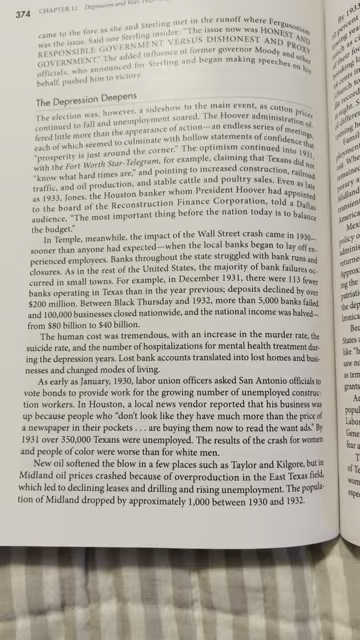 374 CHAPTER 12 Depression and War,
came to the fore as she and Sterling met in the runoff where Fergusonism
was the issue. Said one Sterling insider: "The issue now was HONEST AND
RESPONSIBLE GOVERNMENT VERSUS DISHONEST AND PROXY
GOVERNMENT." The added influence of former governor Moody and other
officials, who announced for Sterling and began making speeches on his
behalf, pushed him to victory.
The Depression Deepens
The election was, however, a sideshow to the main event, as cotton prices
continued to fall and unemployment soared. The Hoover administration of-
fered little more than the appearance of action—an endless series of meetings,
each of which seemed to culminate with hollow statements of confidence that
"prosperity is just around the corner." The optimism continued into 1931,
with the Fort Worth Star-Telegram, for example, claiming that Texans did not
"know what hard times are," and pointing to increased construction, railroad
traffic, and oil production, and stable cattle and poultry sales. Even as late
as 1933, Jones, the Houston banker whom President Hoover had appointed
to the board of the Reconstruction Finance Corporation, told a Dallas
audience, "The most important thing before the nation today is to balance
the budget."
In Temple, meanwhile, the impact of the Wall Street crash came in 1930—
sooner than anyone had expected—when the local banks began to lay off ex-
perienced employees. Banks throughout the state struggled with bank runs and
closures. As in the rest of the United States, the majority of bank failures oc-
curred in small towns. For example, in December 1931, there were 113 fewer
banks operating in Texas than in the year previous; deposits declined by over
$200 million. Between Black Thursday and 1932, more than 5,000 banks failed
and 100,000 businesses closed nationwide, and the national income was halved—
from $80 billion to $40 billion.
The human cost was tremendous, with an increase in the murder rate, the
suicide rate, and the number of hospitalizations for mental health treatment dur-
ing the depression years. Lost bank accounts translated into lost homes and busi-
nesses and changed modes of living.
As early as January, 1930, labor union officers asked San Antonio officials to
vote bonds to provide work for the growing number of unemployed construc-
tion workers. In Houston, a local news vendor reported that his business was
up because people who "don't look like they have much more than the price of
a newspaper in their pockets . . . are buying them now to read the want ads." By
1931 over 350,000 Texans were unemployed. The results of the crash for women
and people of color were worse than for white men.
New oil softened the blow in a few places such as Taylor and Kilgore, but in
Midland oil prices crashed because of overproduction in the East Texas field,
which led to declining leases and drilling and rising unemployment. The popula-
tion of Midland dropped by approximately 1,000 between 1930 and 1932.